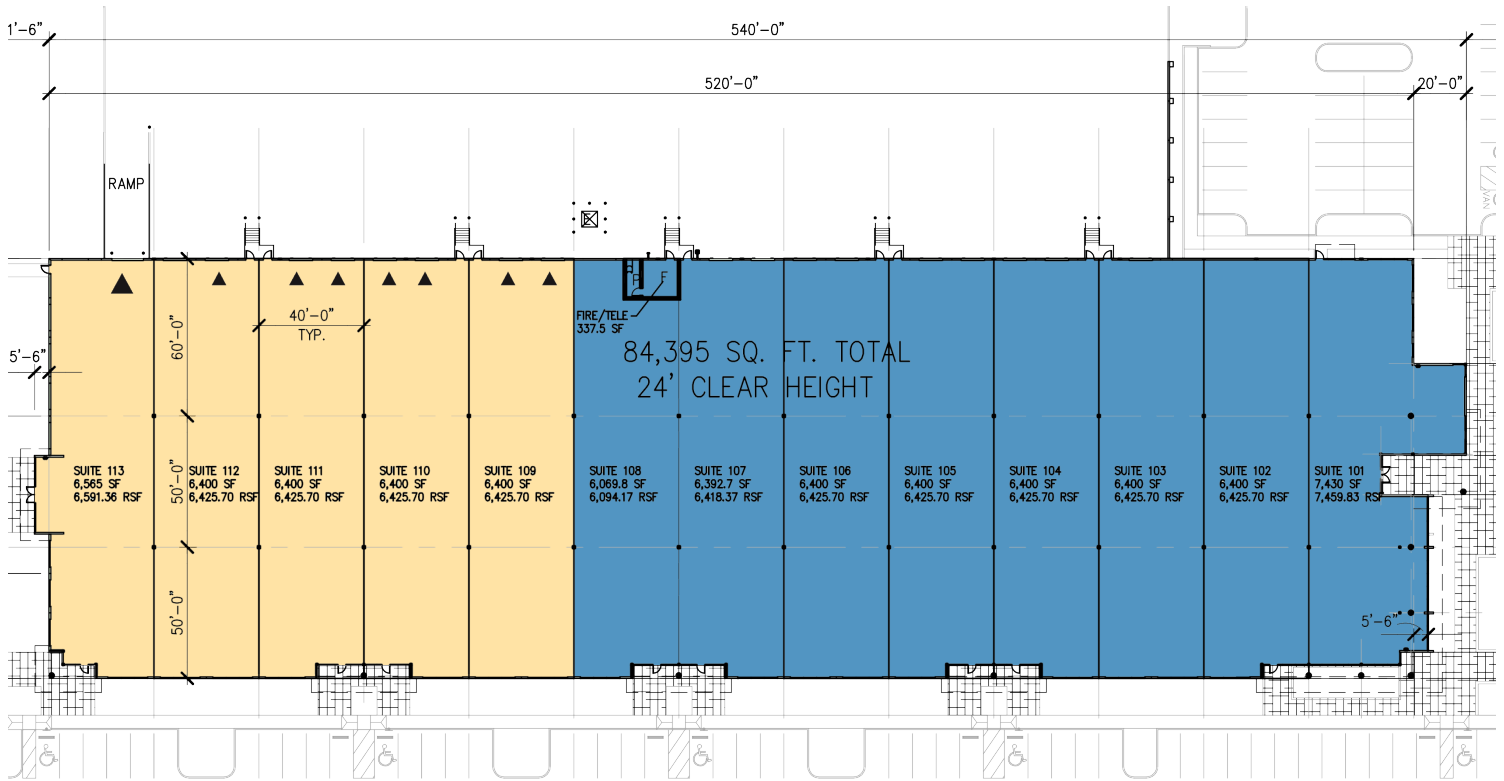 1'-6"
540'-0"
520'-0"
20'-0"
RAMP
VAN
E
P
F
FIRE/TELE
337.5 SF
40'-0"
TYP.
60'-0"
5'-6"
84,395 SQ. FT. TOTAL
24' CLEAR HEIGHT
SUITE 113
6,565 SF
6,591.36 RSF
SUITE 112
6,400 SF
6,425.70 RSF
SUITE 111
6,400 SF
6,425.70 RSF
SUITE 110
6,400 SF
6,425.70 RSF
SUITE 109
6,400 SF
6,425.70 RSF
SUITE 108
6,069.8 SF
6,094.17 RSF
SUITE 107
6,392.7 SF
6,418.37 RSF
SUITE 106
6,400 SF
6,425.70 RSF
SUITE 105
6,400 SF
6,425.70 RSF
SUITE 104
6,400 SF
6,425.70 RSF
SUITE 103
6,400 SF
6,425.70 RSF
SUITE 102
6,400 SF
6,425.70 RSF
SUITE 101
7,430 SF
7,459.83 RSF
50'-0"
50'-0"
5'-6"